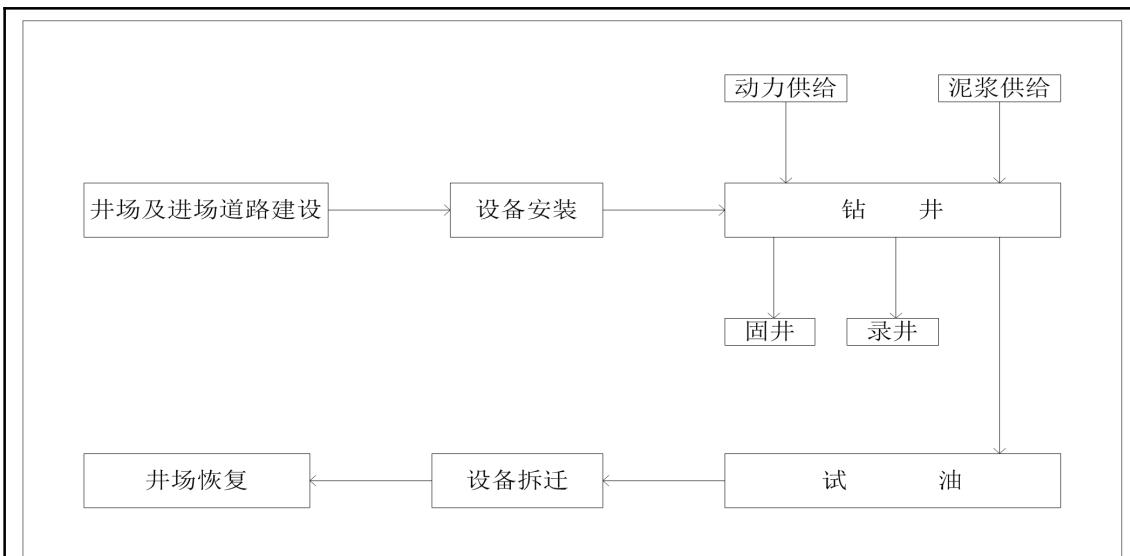 动力供给
泥浆供给
井场及进场道路建设
设备安装
钻 井
固井
录井
井场恢复
设备拆迁
试 油